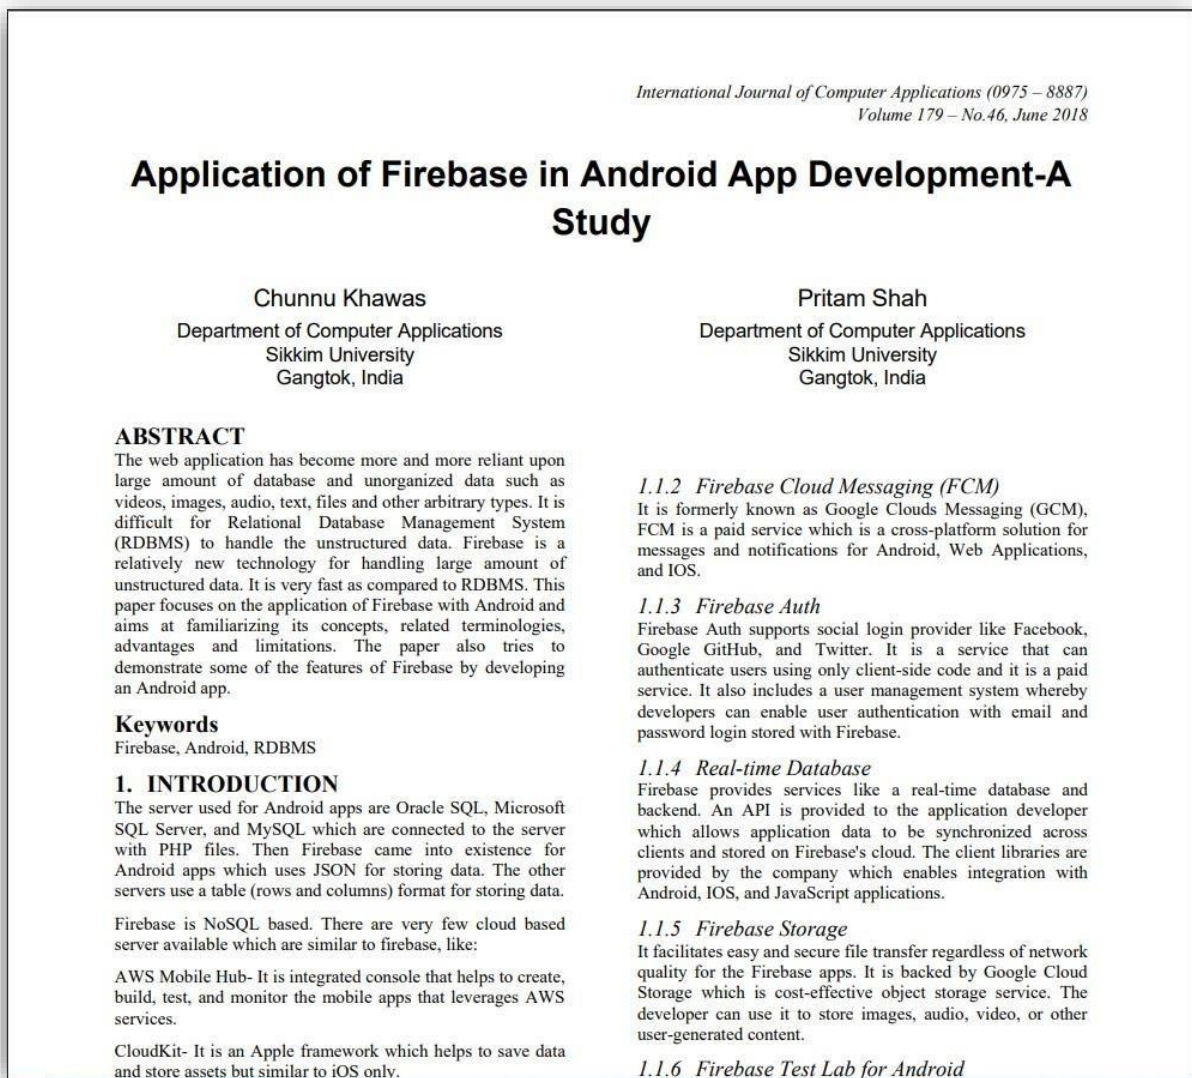 International Journal of Computer Applications (0975 – 8887)
Volume 179 – No.46, June 2018
Application of Firebase in Android App Development-A
Study
Chunnu Khawas
Department of Computer Applications
Sikkim University
Gangtok, India
Pritam Shah
Department of Computer Applications
Sikkim University
Gangtok, India
ABSTRACT
The web application has become more and more reliant upon
large amount of database and unorganized data such as
videos, images, audio, text, files and other arbitrary types. It is
difficult for Relational Database Management System
(RDBMS) to handle the unstructured data. Firebase is a
relatively new technology for handling large amount of
unstructured data. It is very fast as compared to RDBMS. This
paper focuses on the application of Firebase with Android and
aims at familiarizing its concepts, related terminologies,
advantages and limitations. The paper also tries to
demonstrate some of the features of Firebase by developing
an Android app.
Keywords
Firebase, Android, RDBMS
1. INTRODUCTION
The server used for Android apps are Oracle SQL, Microsoft
SQL Server, and MySQL which are connected to the server
with PHP files. Then Firebase came into existence for
Android apps which uses JSON for storing data. The other
servers use a table (rows and columns) format for storing data.
Firebase is NoSQL based. There are very few cloud based
server available which are similar to firebase, like:
AWS Mobile Hub- It is integrated console that helps to create,
build, test, and monitor the mobile apps that leverages AWS
services.
CloudKit- It is an Apple framework which helps to save data
and store assets but similar to iOS only.
1.1.2 Firebase Cloud Messaging (FCM)
It is formerly known as Google Clouds Messaging (GCM),
FCM is a paid service which is a cross-platform solution for
messages and notifications for Android, Web Applications,
and IOS.
1.1.3 Firebase Auth
Firebase Auth supports social login provider like Facebook,
Google GitHub, and Twitter. It is a service that can
authenticate users using only client-side code and it is a paid
service. It also includes a user management system whereby
developers can enable user authentication with email and
password login stored with Firebase.
1.1.4 Real-time Database
Firebase provides services like a real-time database and
backend. An API is provided to the application developer
which allows application data to be synchronized across
clients and stored on Firebase's cloud. The client libraries are
provided by the company which enables integration with
Android, IOS, and JavaScript applications.
1.1.5 Firebase Storage
It facilitates easy and secure file transfer regardless of network
quality for the Firebase apps. It is backed by Google Cloud
Storage which is cost-effective object storage service. The
developer can use it to store images, audio, video, or other
user-generated content.
1.1.6 Firebase Test Lab for Android